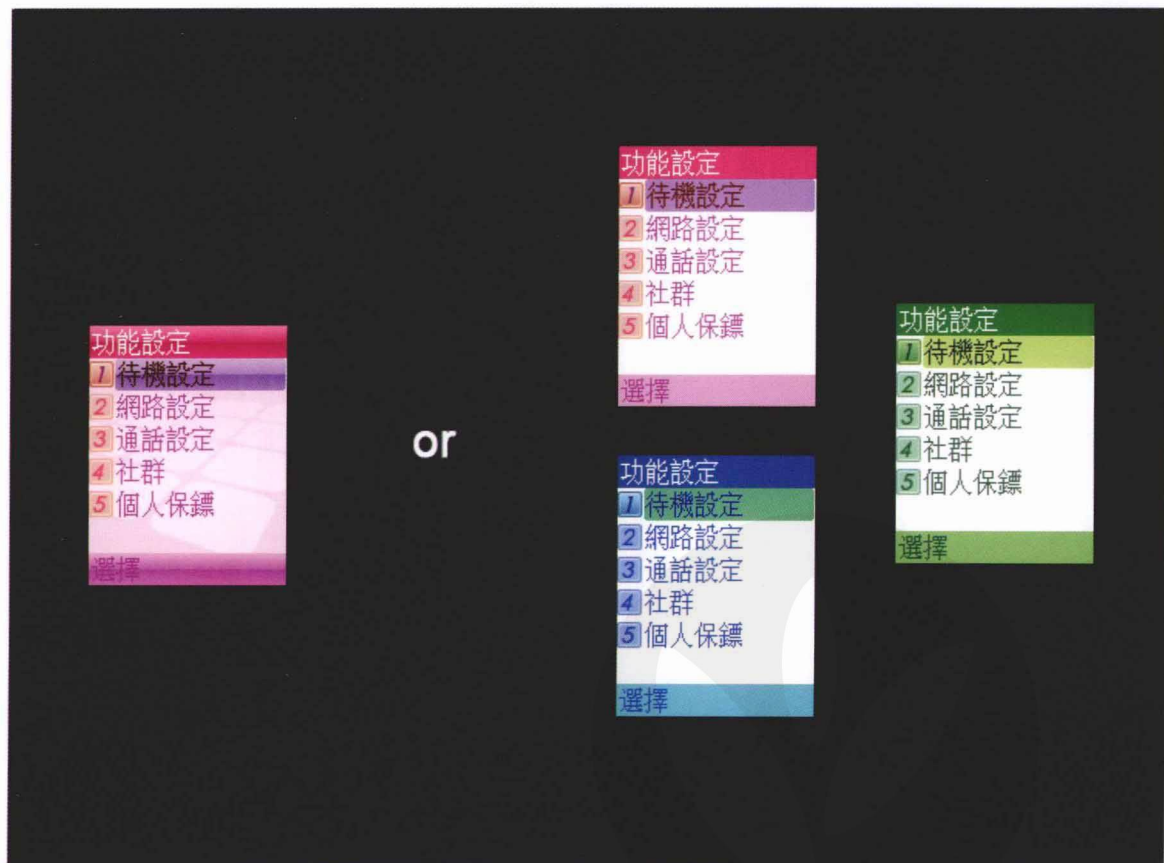 功能設定
1 待機設定
2 網路設定
3 通話設定
4 社群
5 個人保鏢
選擇
or
功能設定
1 待機設定
2 網路設定
3 通話設定
4 社群
5 個人保鏢
選擇
功能設定
1 待機設定
2 網路設定
3 通話設定
4 社群
5 個人保鏢
選擇
功能設定
1 待機設定
2 網路設定
3 通話設定
4 社群
5 個人保鏢
選擇